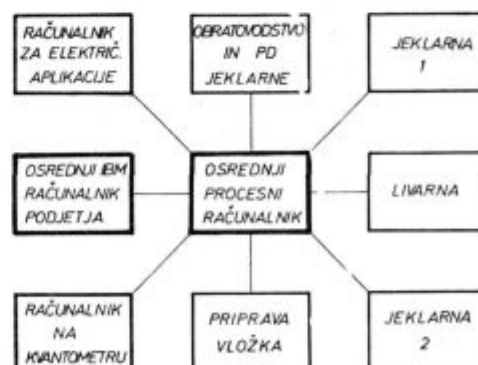 RAČUNALNIK
ZA ELEKTRIČ.
APLIKACIJE
OBRATOVODSTVO
IN PD
JEKLARNE
JEKLARNA
1
OSREDNJI IBM
RAČUNALNIK
PODJETJA
OSREDNJI
PROCESNI
RAČUNALNIK
LIVARNA
RAČUNALNIK
NA
KVANTOMETRU
PRIPRAVA
VLOŽKA
JEKLARNA
2